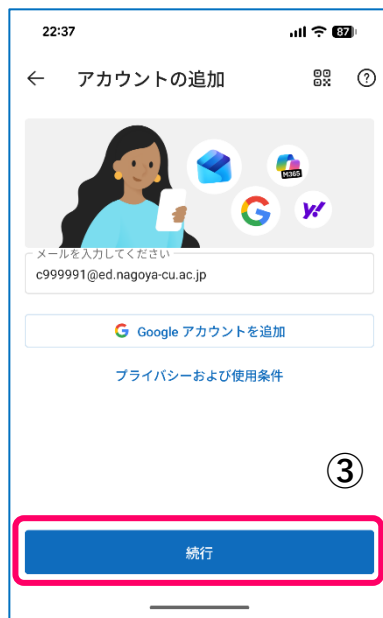 22:37
87
アカウントの追加
M365
メールを入力してください
c999991@ed.nagoya-cu.ac.jp
G Google アカウントを追加
プライバシーおよび使用条件
③
続行